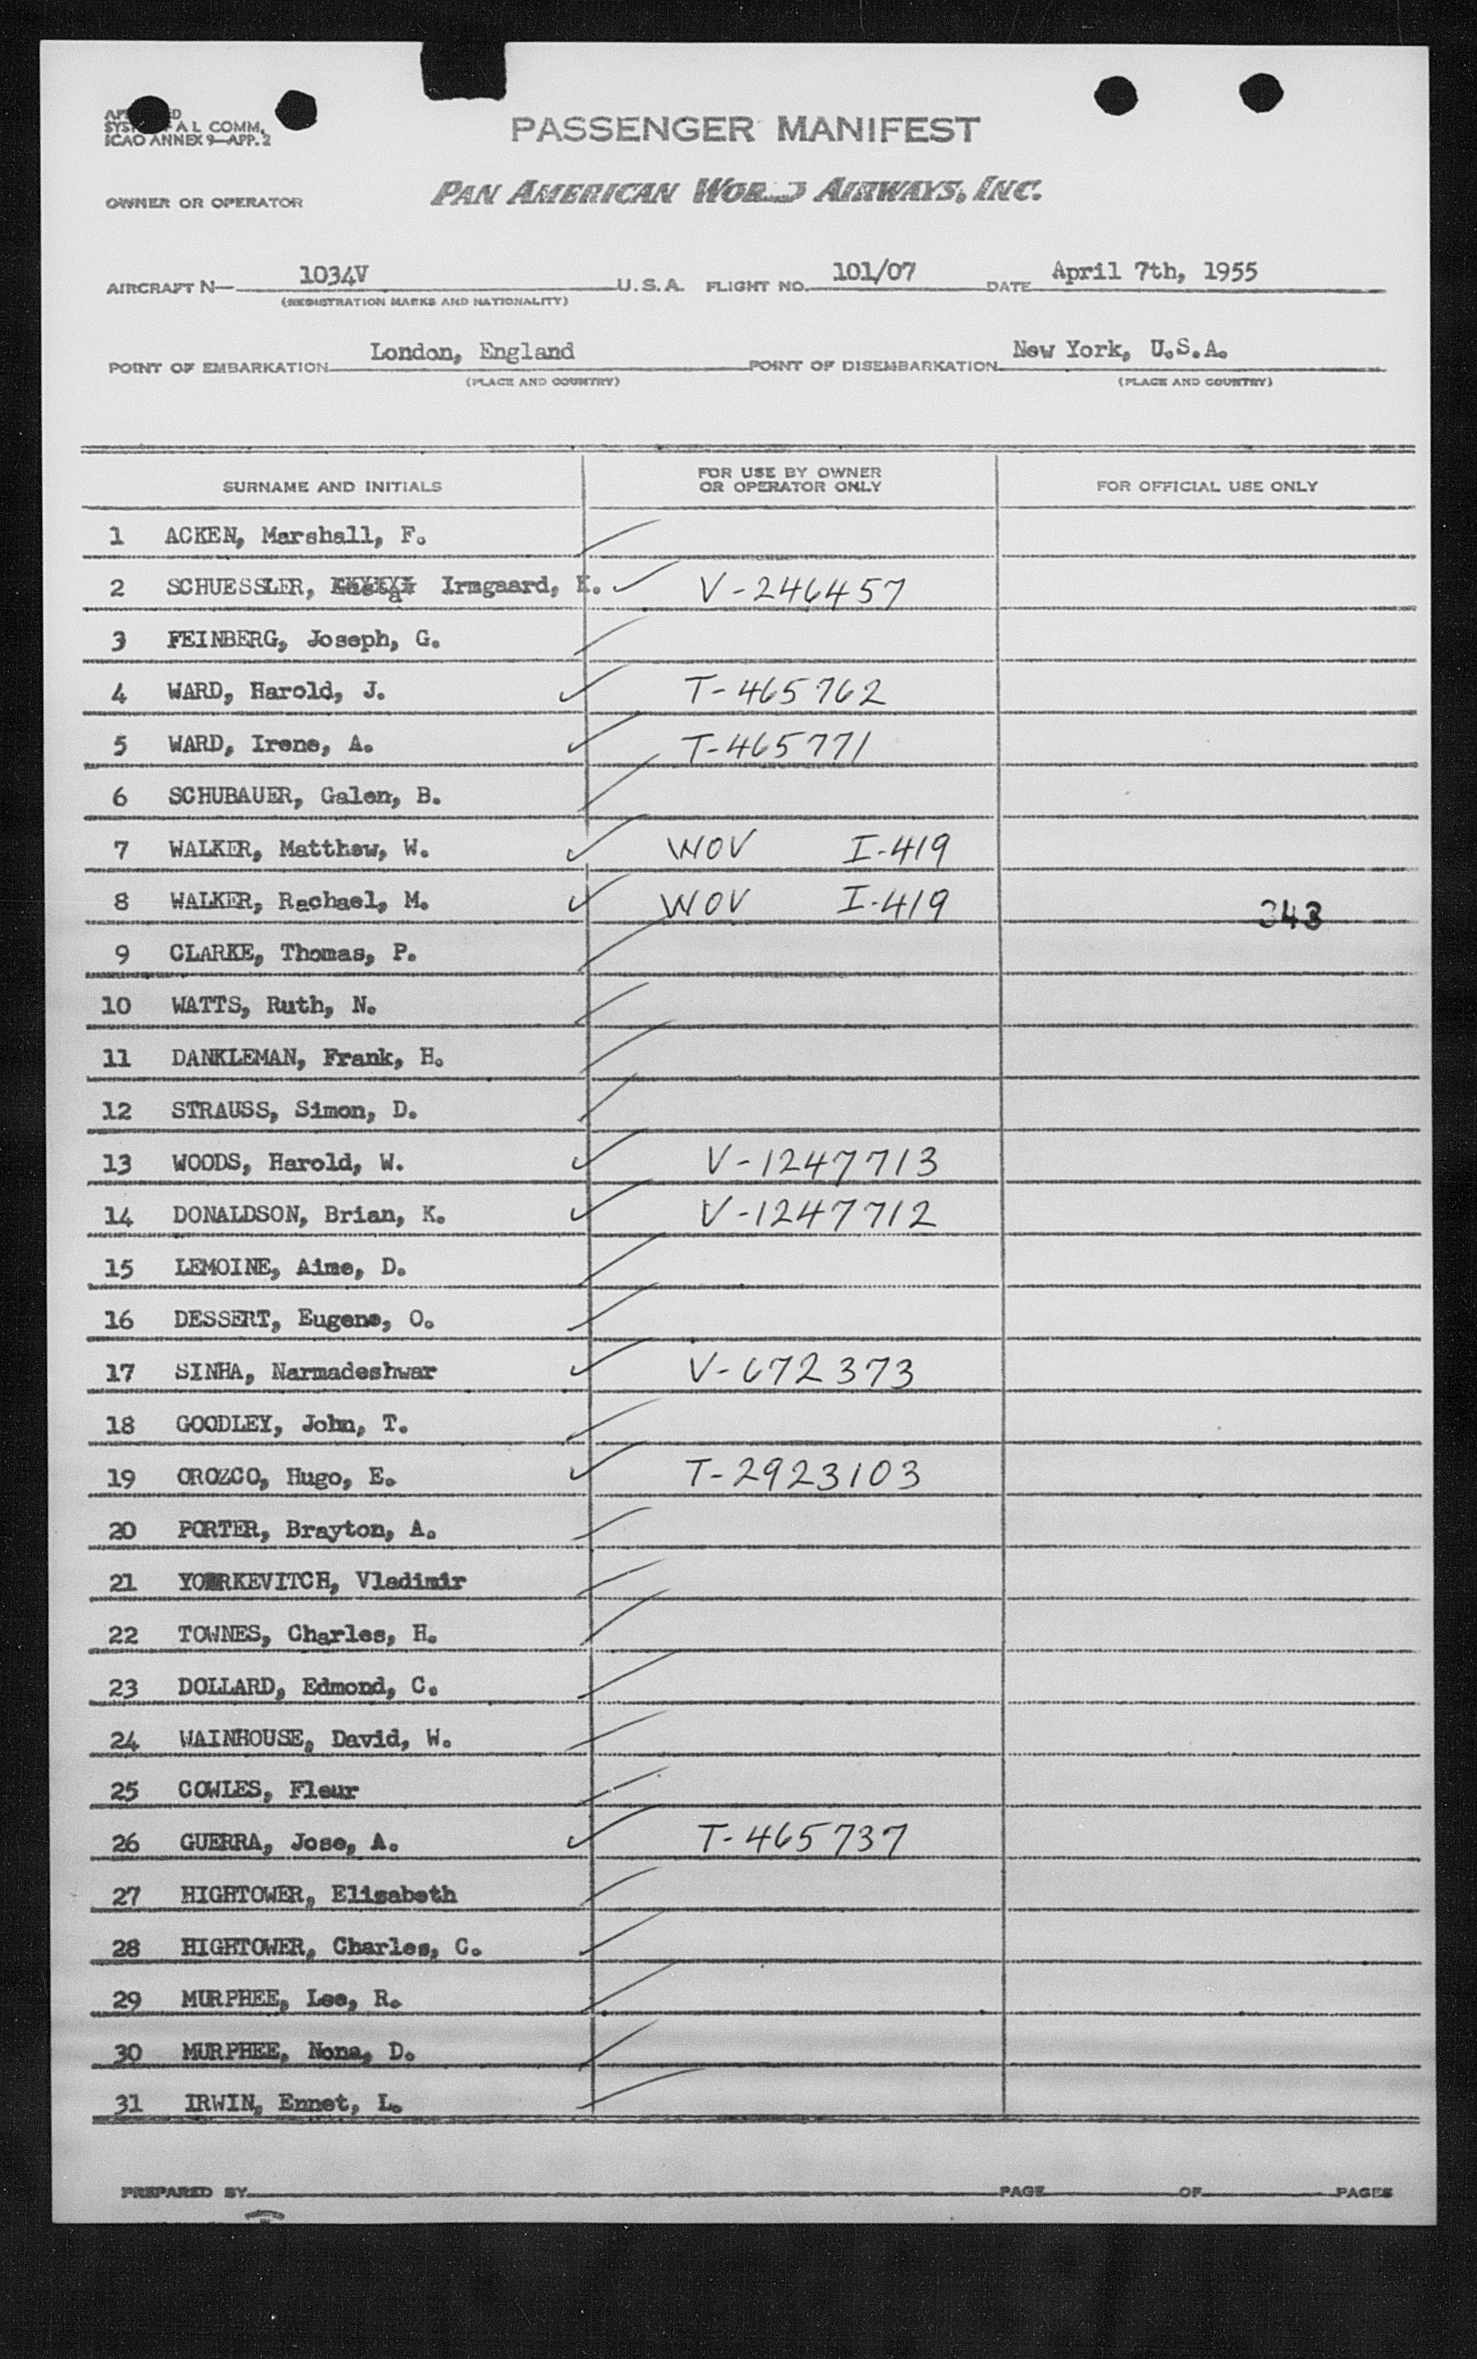 SYST AL COMM.
ICAO ANNEX 9—APP. 2
PASSENGER MANIFEST
OWNER OR OPERATOR PAN AMERICAN AIRWAYS, INC.
AIRCRAFT N— 1034V U.S.A. FLIGHT NO. 101/07 DATE April 7th, 1955
(REGISTRATION MARKS AND NATIONALITY)
POINT OF EMBARKATION London, England POINT OF DISEMBARKATION New York, U.S.A.
(PLACE AND COUNTRY) (PLACE AND COUNTRY)
SURNAME AND INITIALS FOR USE BY OWNER OR OPERATOR ONLY FOR OFFICIAL USE ONLY
1 ACKEN, Marshall, F.
2 SCHUESSLER, Irmgaard, K. V-246457
3 FEINBERG, Joseph, G.
4 WARD, Harold, J. T-465762
5 WARD, Irene, A. T-465771
6 SCHUBAUER, Galen, B.
7 WALKER, Matthew, W. WOV I-419
8 WALKER, Rachael, M. WOV I-419 343
9 CLARKE, Thomas, P.
10 WATTS, Ruth, N.
11 DANKLEMAN, Frank, H.
12 STRAUSS, Simon, D.
13 WOODS, Harold, W. V-1247713
14 DONALDSON, Brian, K. V-1247712
15 LEMOINE, Aime, D.
16 DESSERT, Eugene, O.
17 SINHA, Narmadeshwar V-672373
18 GOODLEY, John, T.
19 OROZCO, Hugo, E. T-2923103
20 PORTER, Brayton, A.
21 YOURKEVITCH, Vladimir
22 TOWNES, Charles, H.
23 DOLLARD, Edmond, C.
24 WAINHOUSE, David, W.
25 COWLES, Fleur
26 GUERRA, Jose, A. T-465737
27 HIGHTOWER, Elisabeth
28 HIGHTOWER, Charles, C.
29 MURPHEE, Lee, R.
30 MURPHEE, Nona, D.
31 IRWIN, Ennet, L.
PREPARED BY PAGE OF PAGES